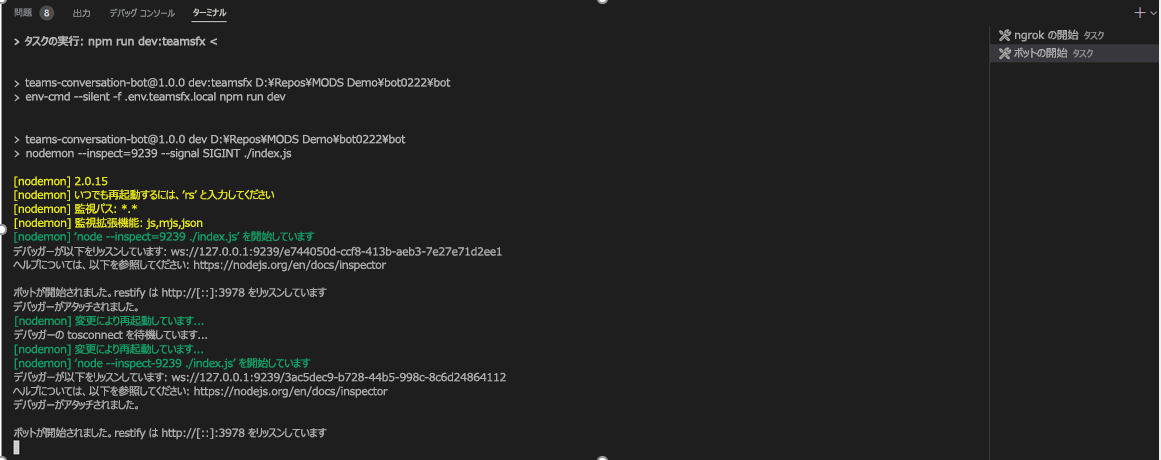 問題 8 出力 デバッグ コンソール ターミナル
> タスクの実行: npm run dev:teamsfx <
ngrok の開始 タスク
ボットの開始 タスク
> teams-conversation-bot@1.0.0 dev:teamsfx D:¥Repos¥MODS Demo¥bot0222¥bot
> env-cmd --silent -f .env.teamsfx.local npm run dev
> teams-conversation-bot@1.0.0 dev D:¥Repos¥MODS Demo¥bot0222¥bot
> nodemon --inspect=9239 --signal SIGINT ./index.js
[nodemon] 2.0.15
[nodemon] いつでも再起動するには、'rs' と入力してください
[nodemon] 監視パス: *.*
[nodemon] 監視拡張機能: js,mjs,json
[nodemon] 'node --inspect=9239 ./index.js' を開始しています
デバッガーが以下をリッスンしています: ws://127.0.0.1:9239/e744050d-ccf8-413b-aeb3-7e27e71d2ee1
ヘルプについては、以下を参照してください: https://nodejs.org/en/docs/inspector
ボットが開始されました。restify は http://[::]:3978 をリッスンしています
デバッガーがアタッチされました。
[nodemon] 変更により再起動しています...
デバッガーの tosconnect を待機しています...
[nodemon] 変更により再起動しています...
[nodemon] 'node --inspect-9239 ./index.js' を開始しています
デバッガーが以下をリッスンしています: ws://127.0.0.1:9239/3ac5dec9-b728-44b5-998c-8c6d24864112
ヘルプについては、以下を参照してください: https://nodejs.org/en/docs/inspector
デバッガーがアタッチされました。
ボットが開始されました。restify は http://[::]:3978 をリッスンしています